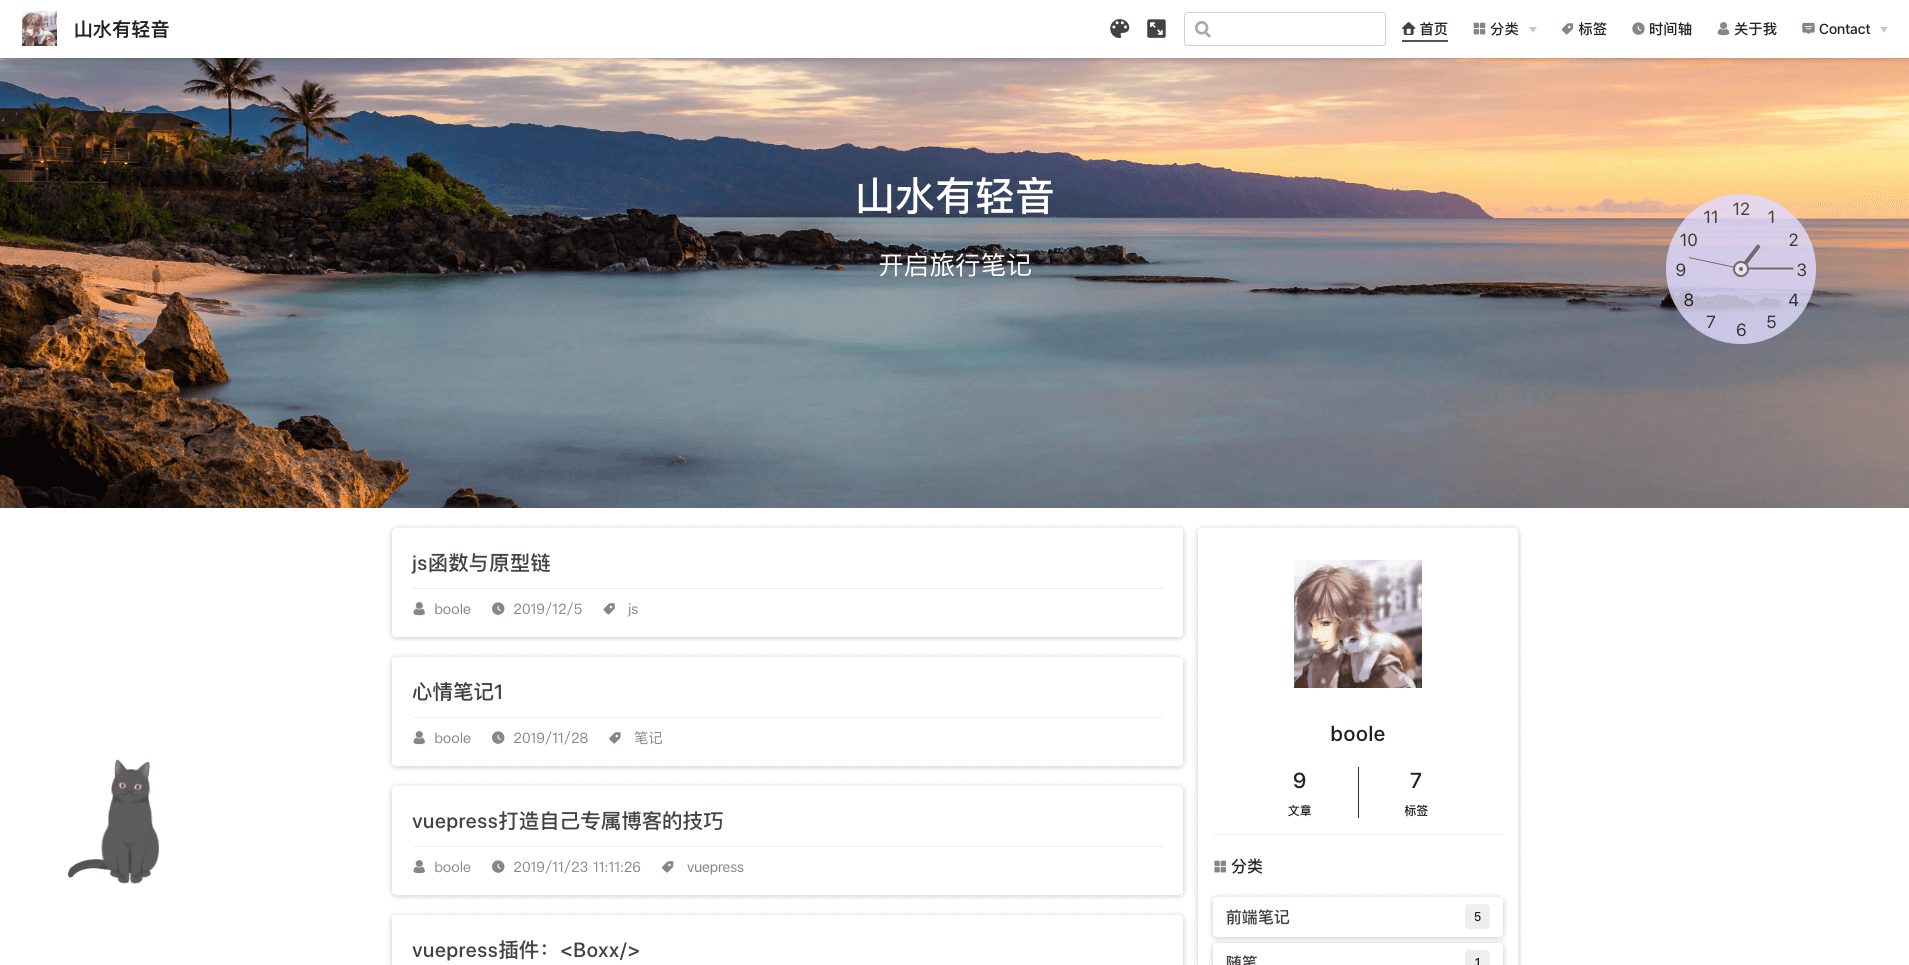 山水有轻音
首页 分类 标签 时间轴 关于我 Contact
山水有轻音
开启旅行笔记
12
11 1
10 2
9 3
8 4
7 5
6
js函数与原型链
boole 2019/12/5 js
心情笔记1
boole 2019/11/28 笔记
vuepress打造自己专属博客的技巧
boole 2019/11/23 11:11:26 vuepress
vuepress插件：<Boxx/>
boole
9 7
文章 标签
分类
前端笔记 5
随笔 1